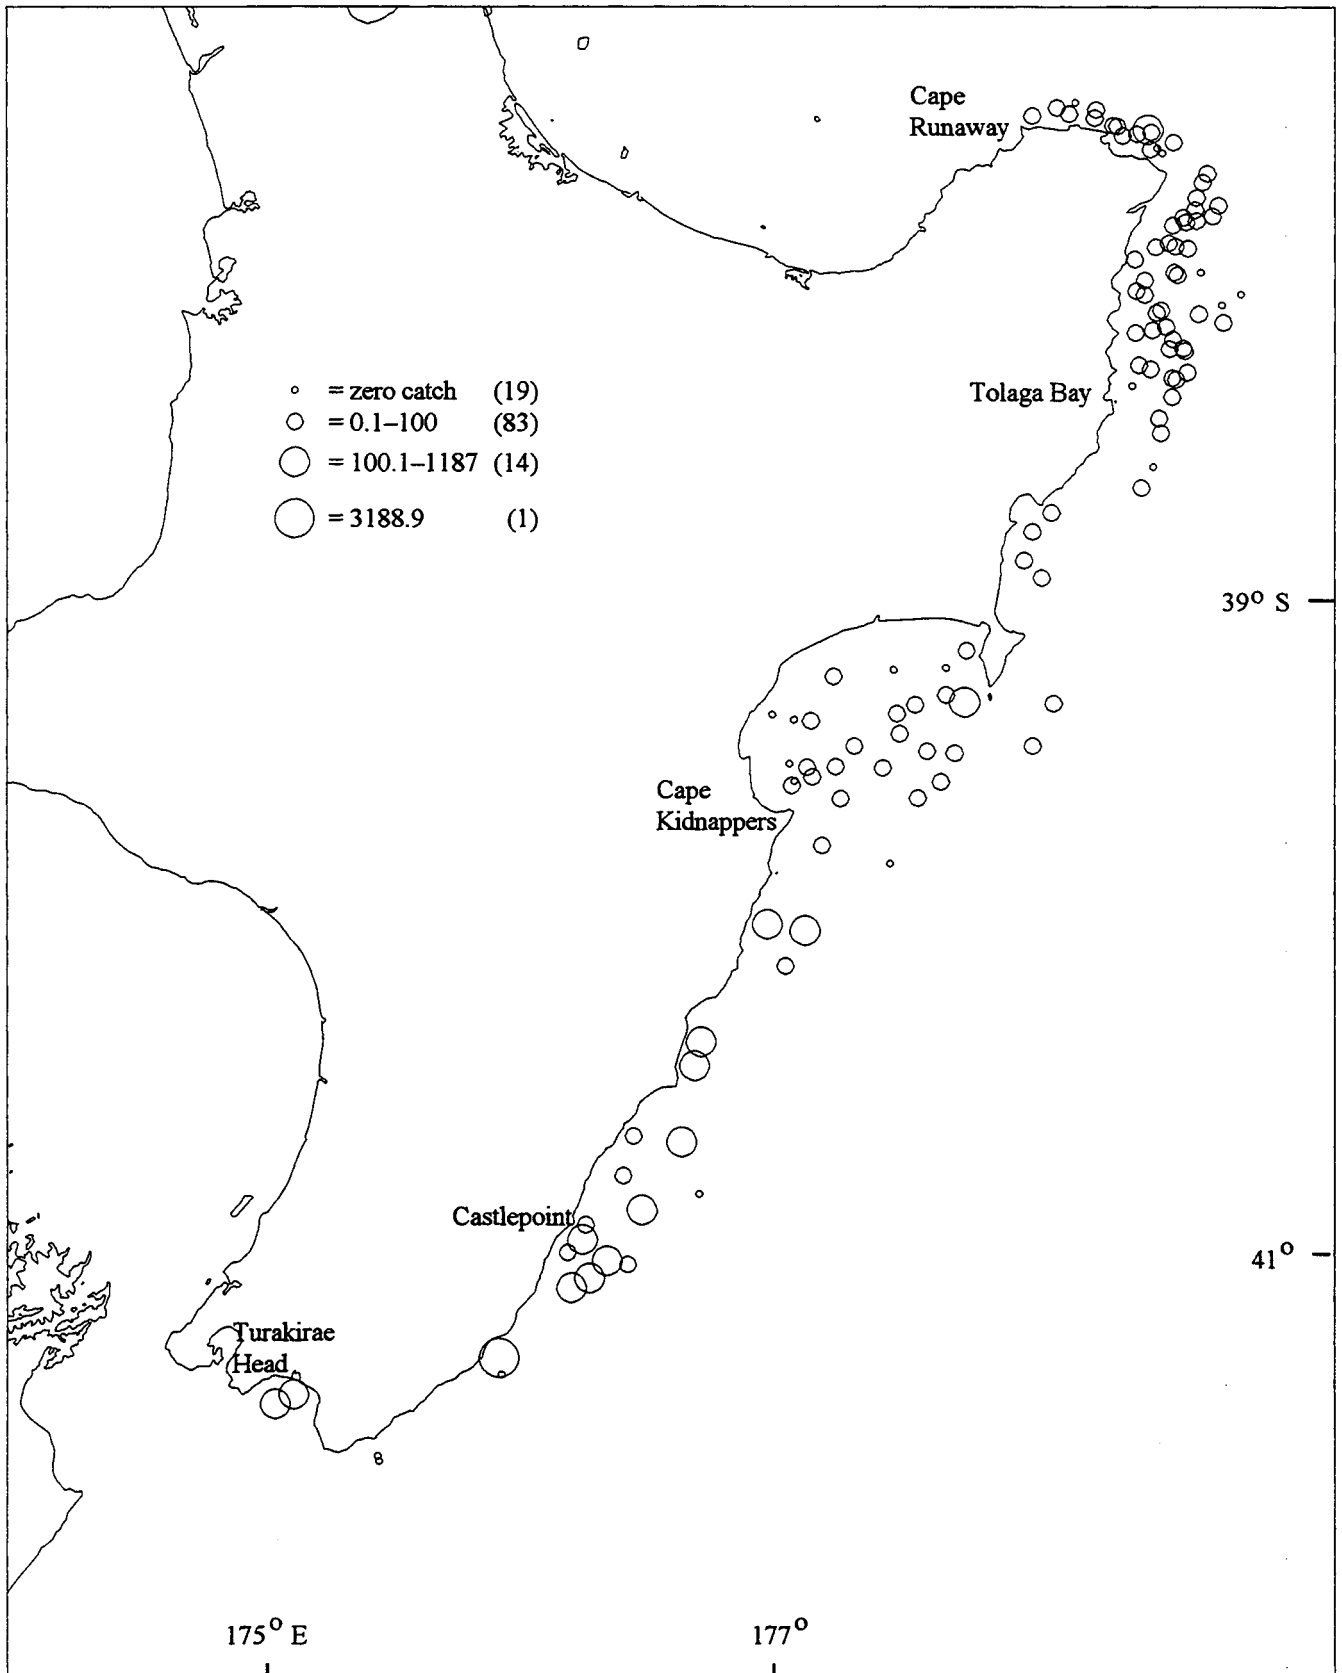 Cape
Runaway
= zero catch (19)
= 0.1–100 (83)
= 100.1–1187 (14)
= 3188.9 (1)
Tolaga Bay
39° S
Cape
Kidnappers
Castlepoint
41°
Turakirae
Head
175° E
177°